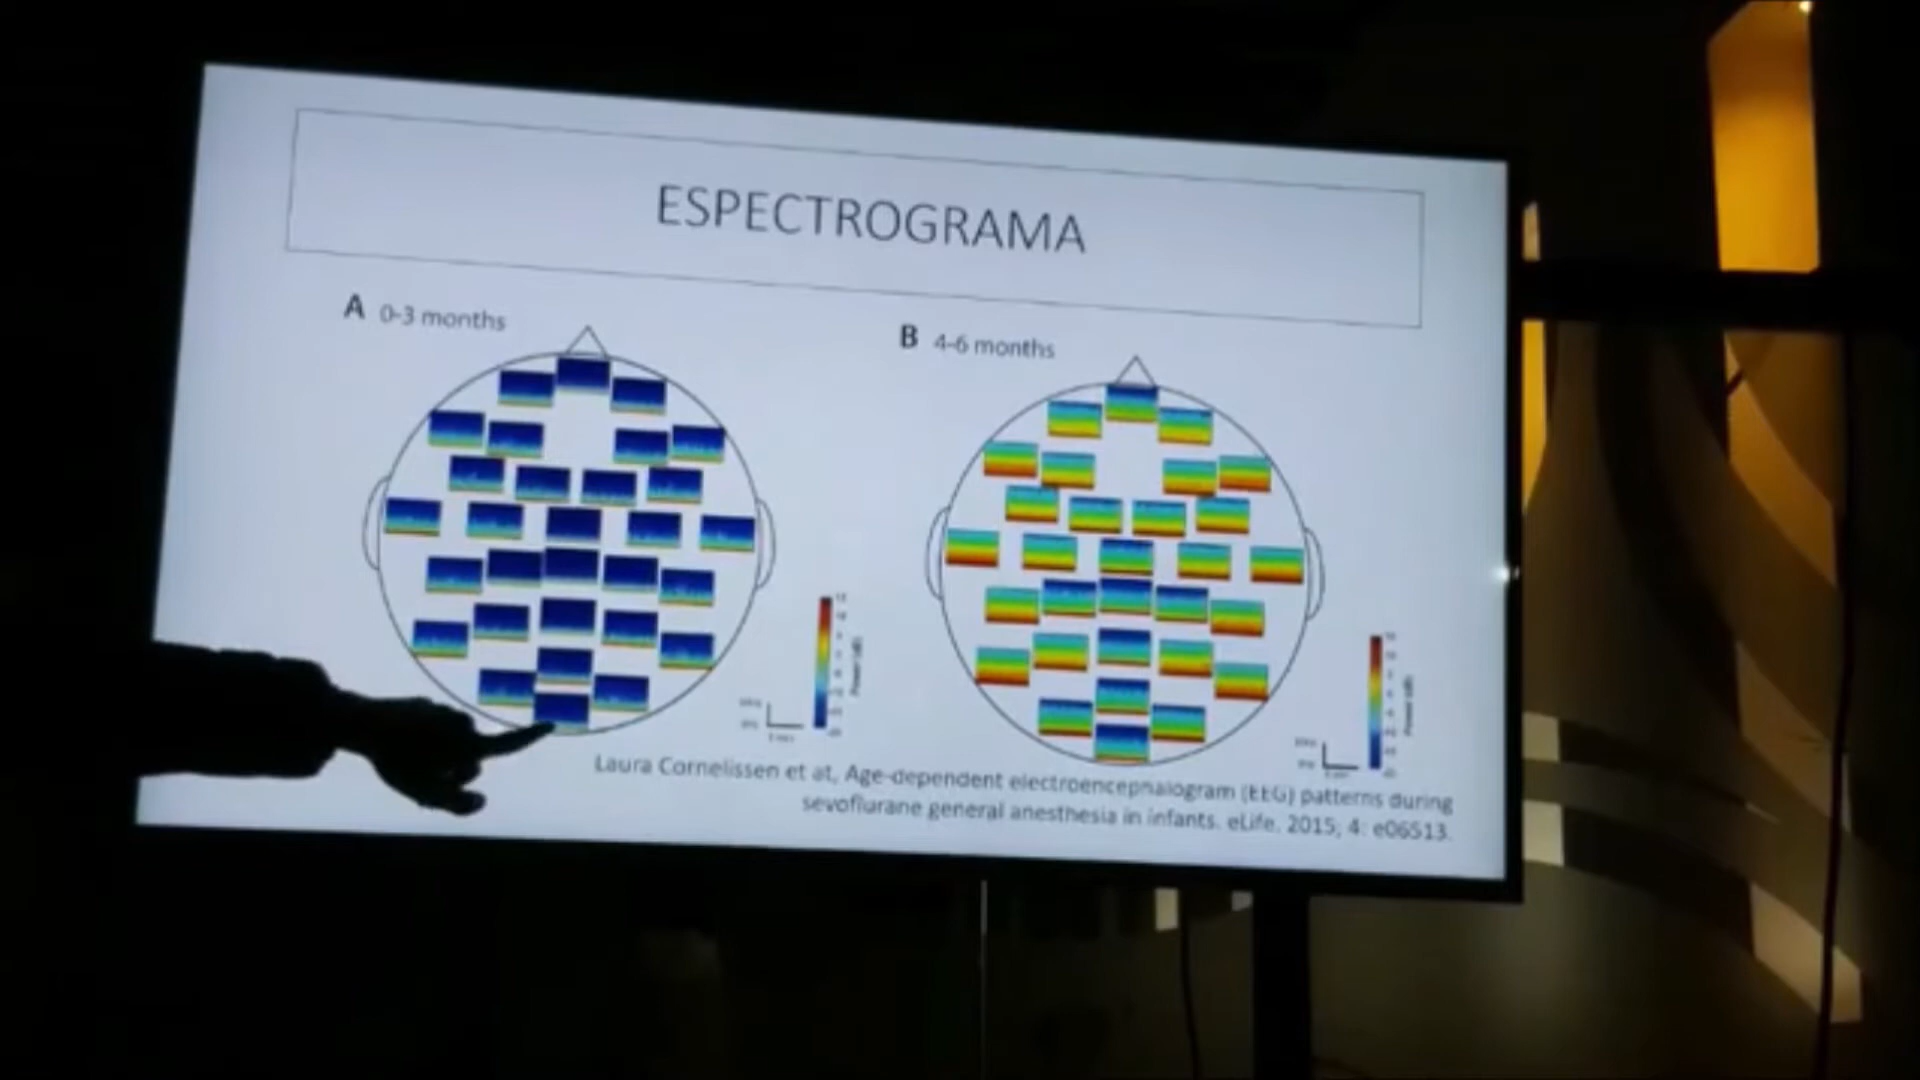 ESPECTROGRAMA
A 0-3 months
B 4-6 months
Laura Cornelissen et at, Age-dependent electroencephalogram (EEG) patterns during
sevoflurane general anesthesia in infants. eLife. 2015; 4: e06513.